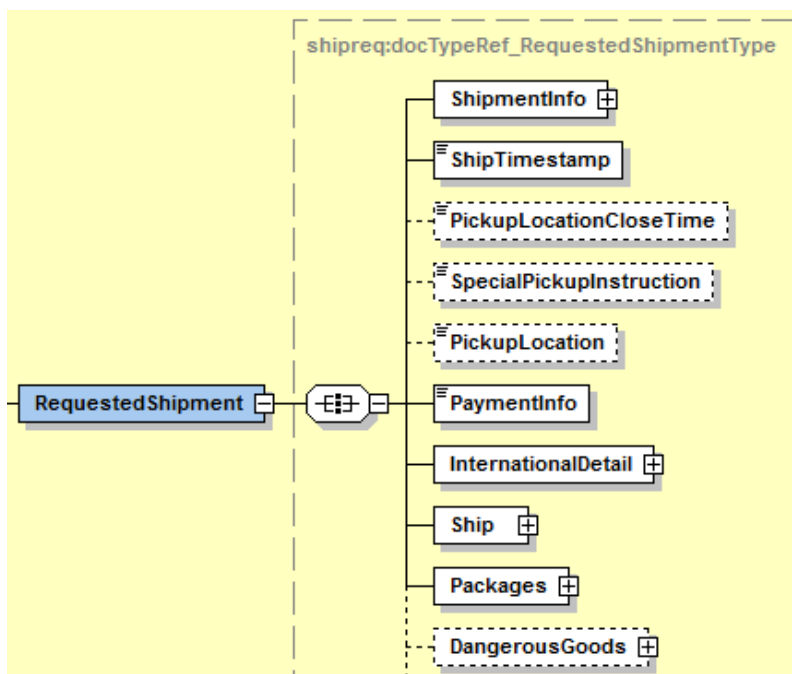 shipreq:docTypeRef_RequestedShipmentType
ShipmentInfo
ShipTimestamp
PickupLocationCloseTime
SpecialPickupInstruction
PickupLocation
RequestedShipment
PaymentInfo
InternationalDetail
Ship
Packages
DangerousGoods